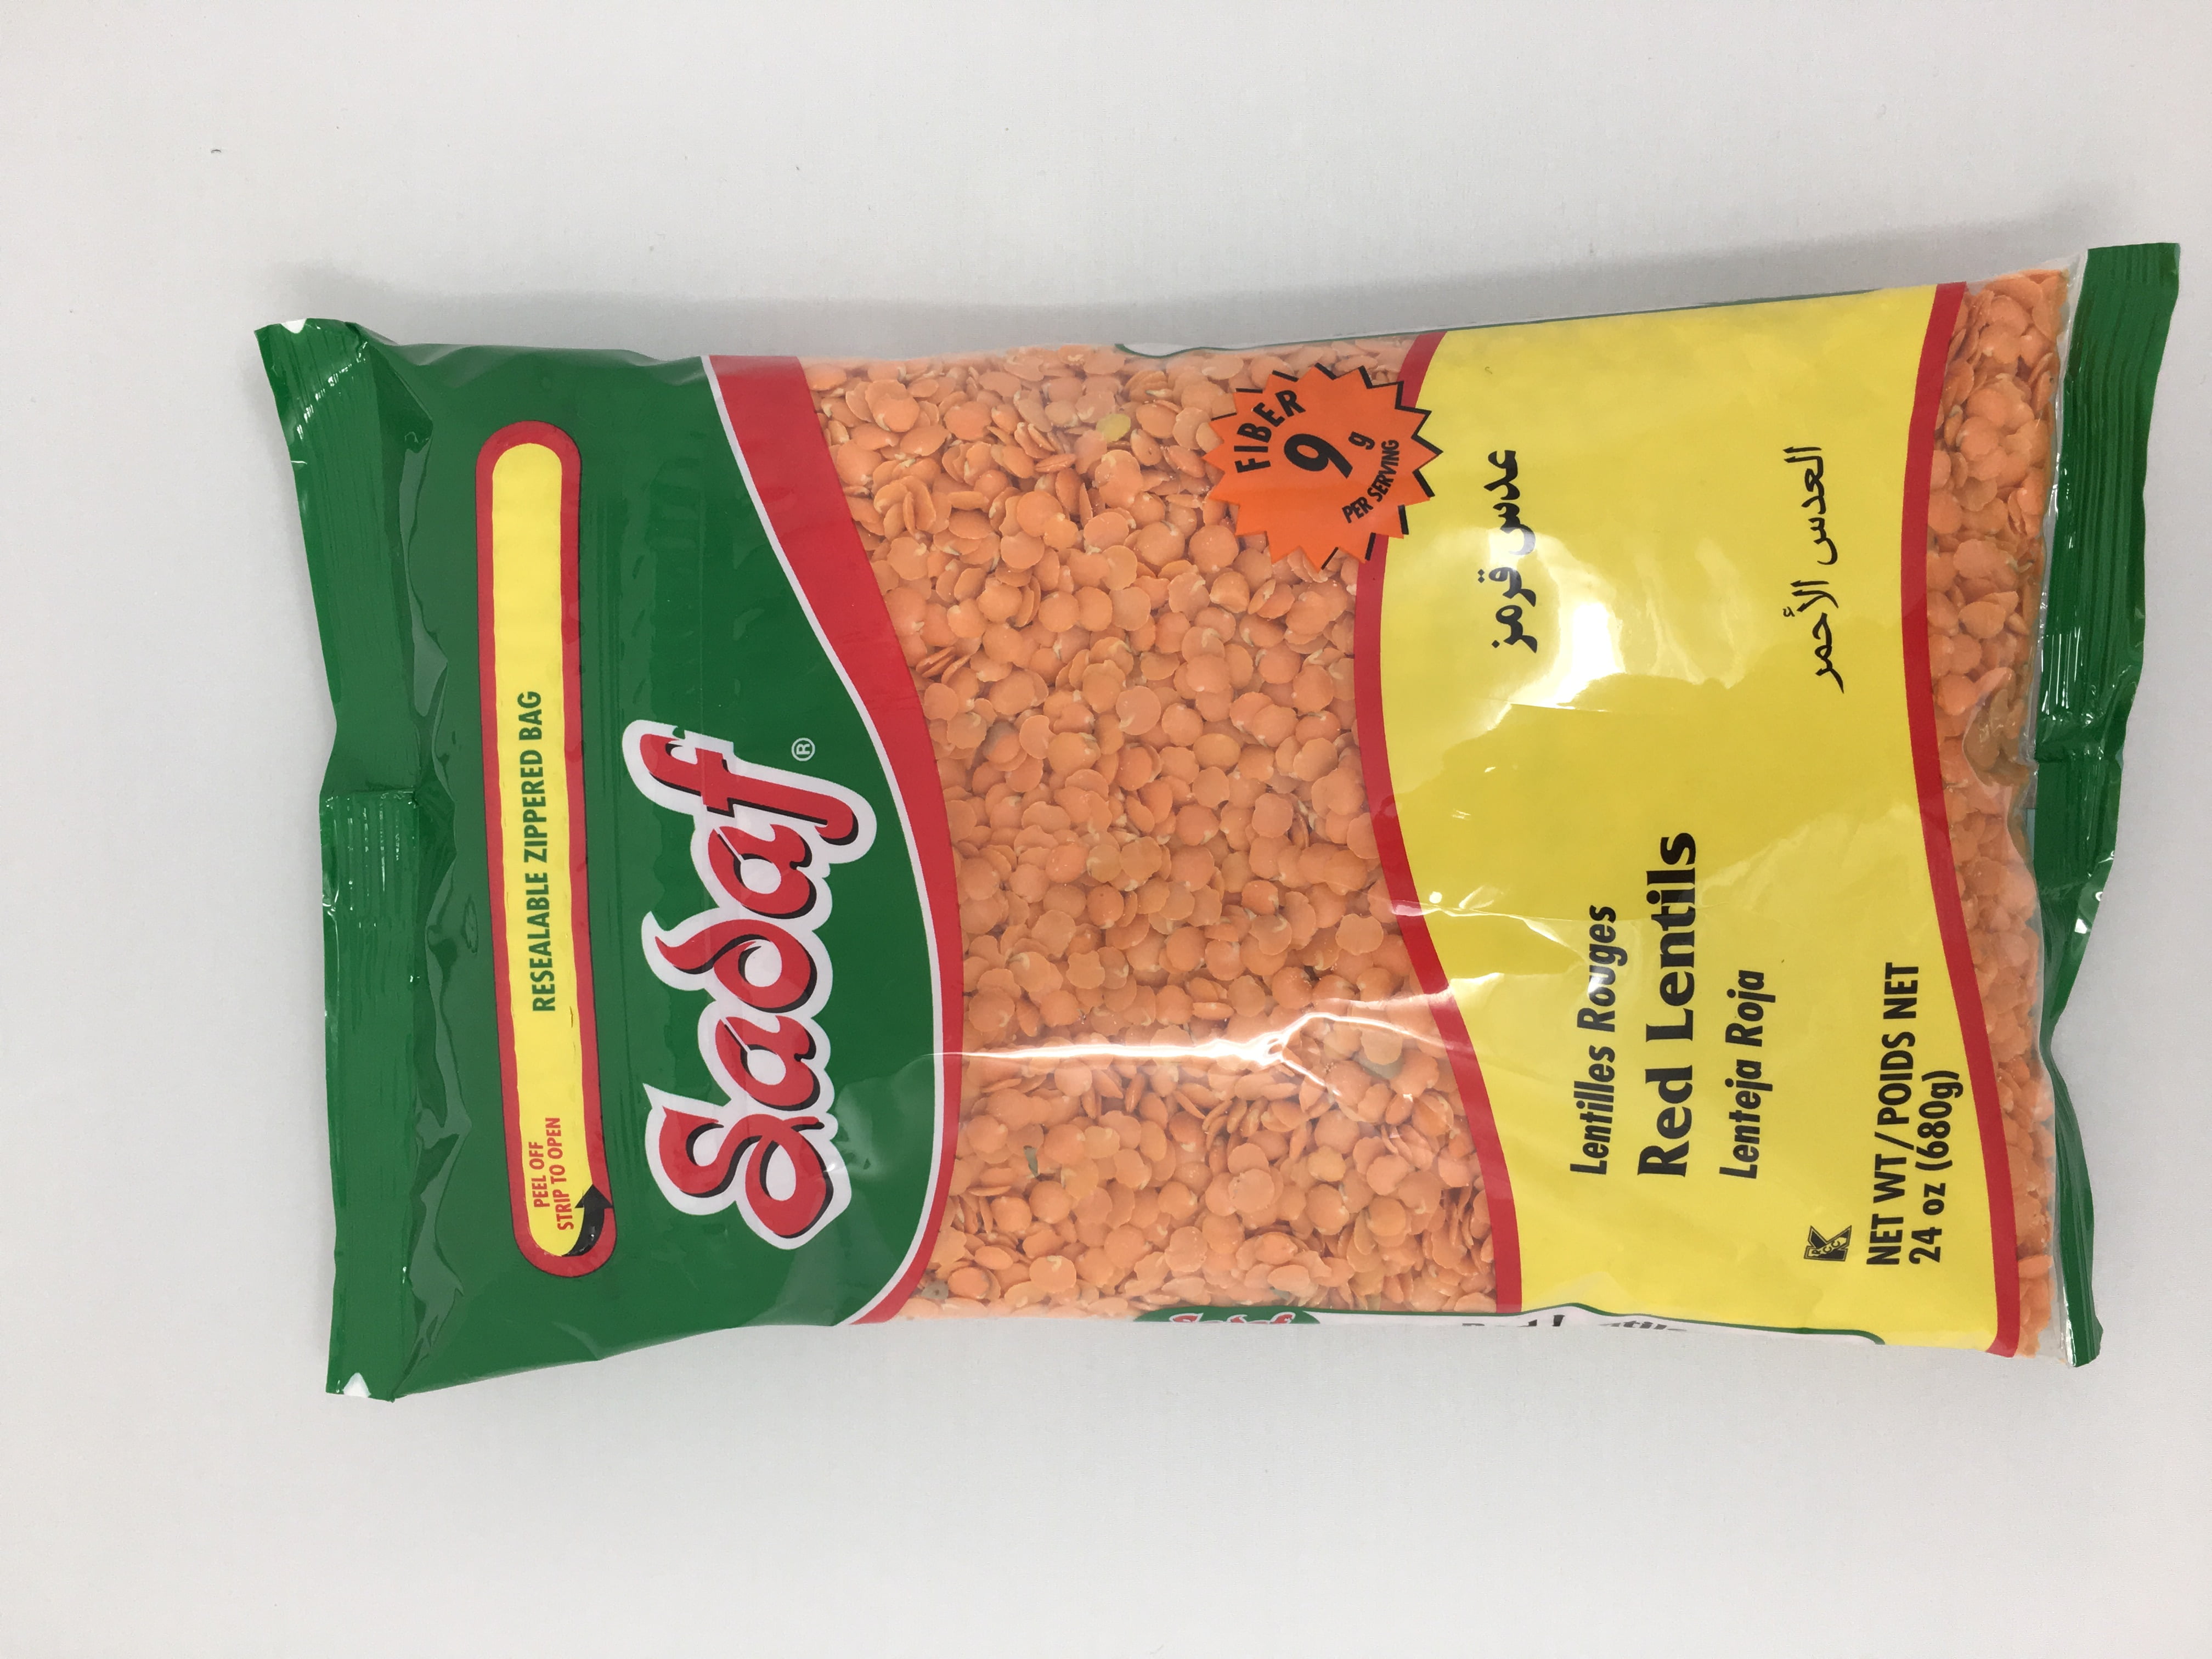 PEEL OFF
STRIP TO OPEN
RESEALABLE ZIPPERED BAG
Sadaf®
FIBER
9 g
PER SERVING
عدس قرمز
Lentilles Rouges
Red Lentils
Lenteja Roja
العدس الأحمر
K
NET WT/POIDS NET
24 oz (680g)